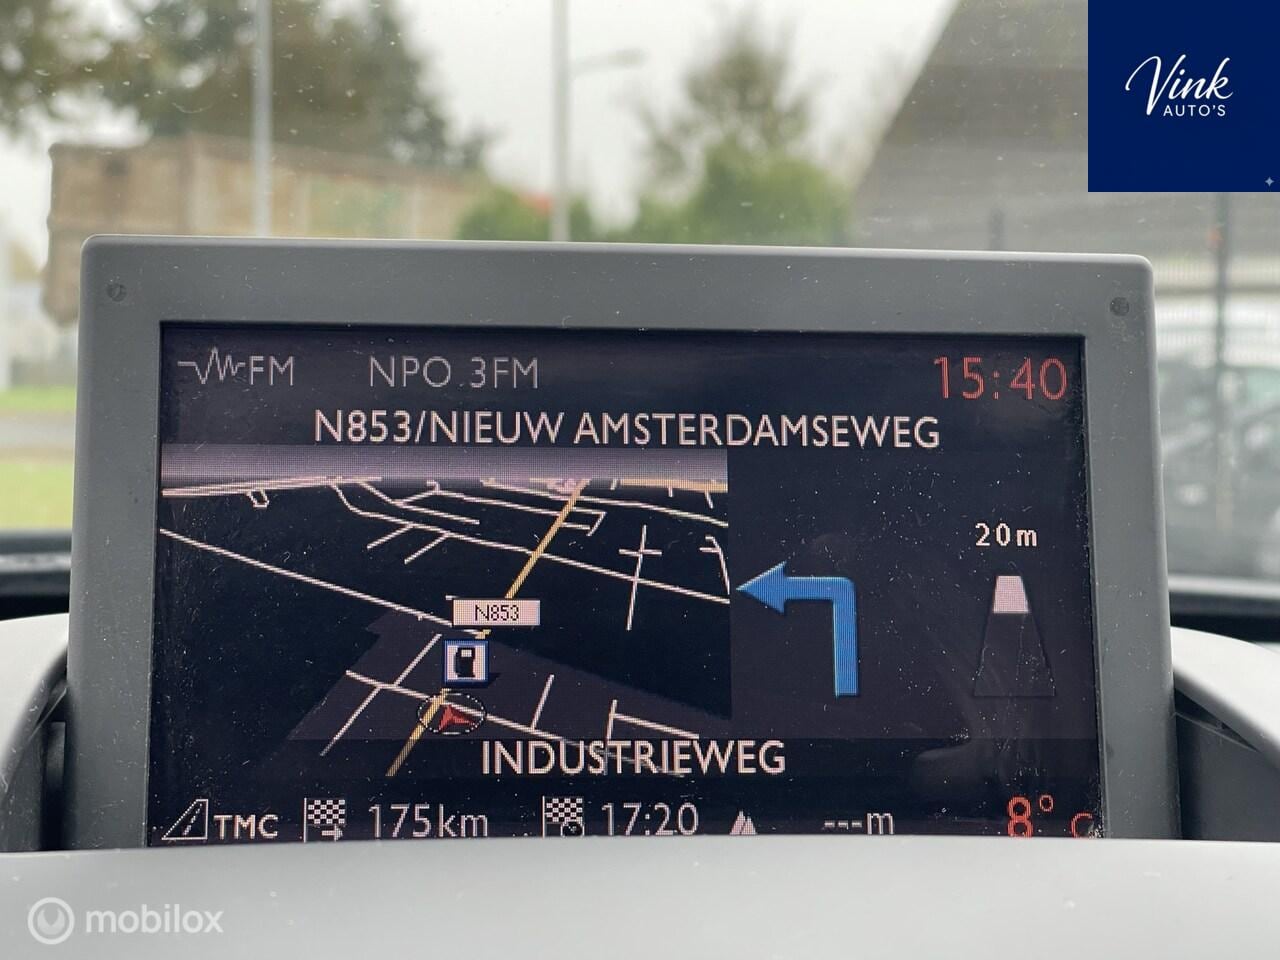 Vink
AUTO'S
FM NPO 3FM 15:40
N853/NIEUW AMSTERDAMSEWEG
20m
N853
INDUSTRIEWEG
TMC 175km 17:20 ---m 8° C
mobilox